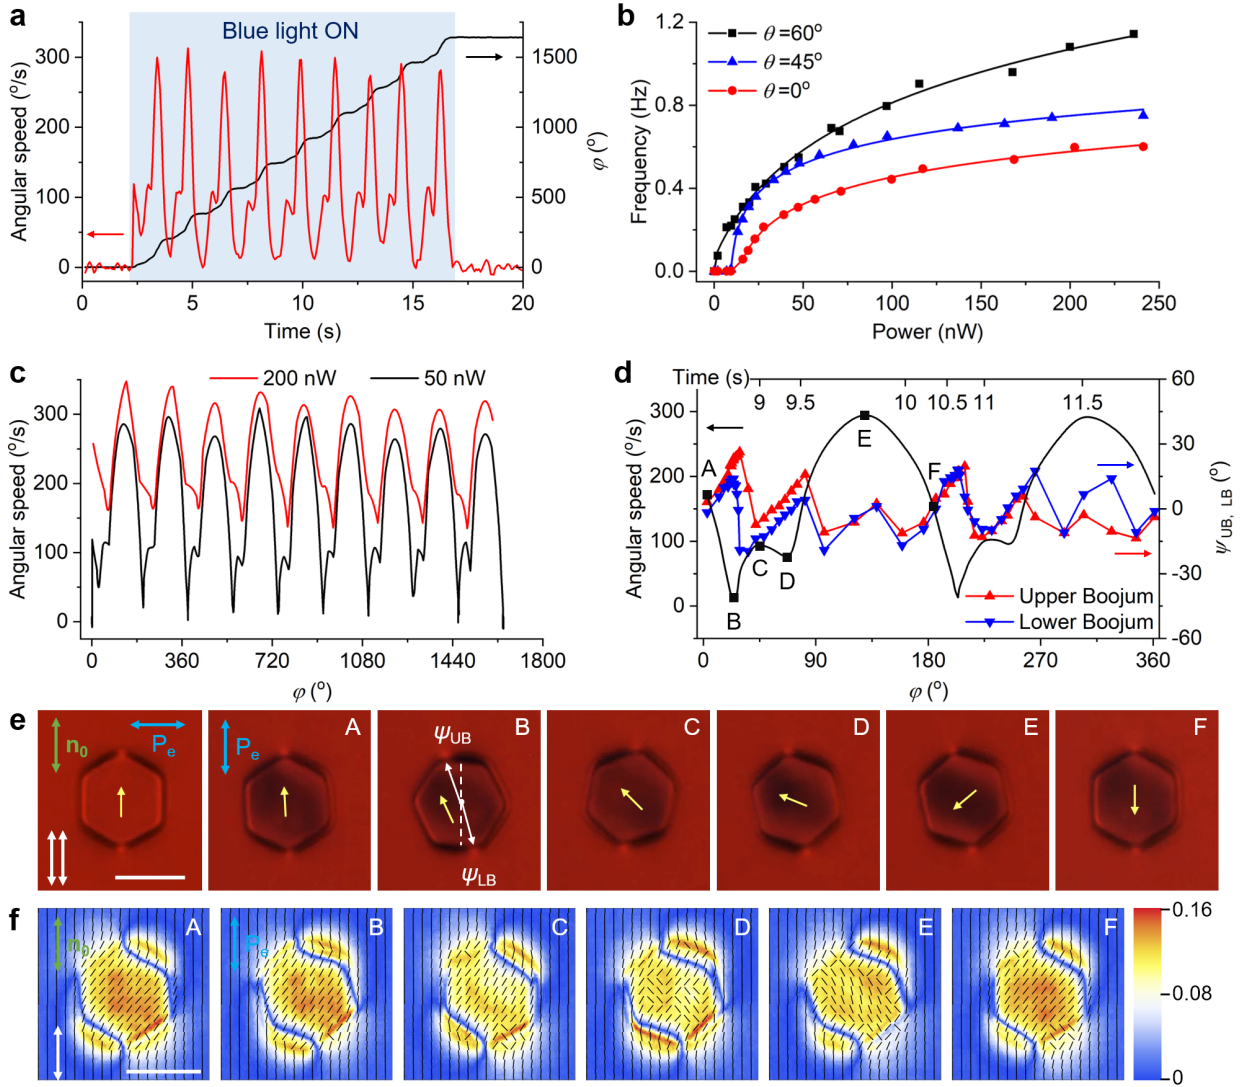 a
Blue light ON
Angular speed (°/s)
300
200
100
0
1500
1000
500
0
φ (°)
0
5
10
15
20
Time (s)
b
θ =60°
θ =45°
θ =0°
Frequency (Hz)
1.2
0.8
0.4
0.0
0
50
100
150
200
250
Power (nW)
c
200 nW
50 nW
Angular speed (°/s)
300
200
100
0
0
360
720
1080
1440
1800
φ (°)
d
Time (s)
9
9.5
10
10.5
11
11.5
Angular speed (°/s)
300
200
100
0
60
30
0
-30
-60
ψUB, LB (°)
A
B
C
D
E
F
Upper Boojum
Lower Boojum
0
90
180
270
360
φ (°)
e
n0
Pe
Pe
A
B
ψUB
ψLB
C
D
E
F
f
n0
A
Pe
B
C
D
E
F
0.16
0.08
0